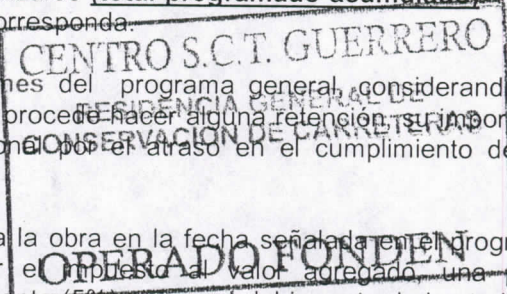 orresponda.
CENTRO S.C.T. GUERRERO
nes del programa general, considerand
RESIDENCIA GENERAL DE
procede hacer alguna retención, su impor
CONSERVACION DE CARRETERAS
onal por el atraso en el cumplimiento de
a la obra en la fecha señalada en el progr
OPERADO FONDEN
el impuesto al valor agregado, una